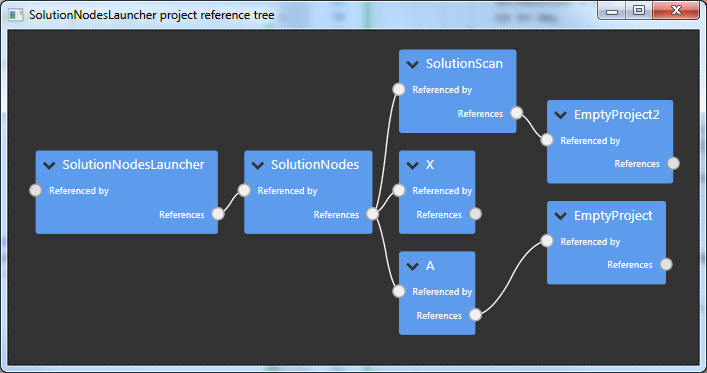 SolutionNodesLauncher project reference tree
SolutionScan
Referenced by
References
EmptyProject2
Referenced by
References
SolutionNodesLauncher
Referenced by
References
SolutionNodes
Referenced by
References
X
Referenced by
References
EmptyProject
Referenced by
References
A
Referenced by
References